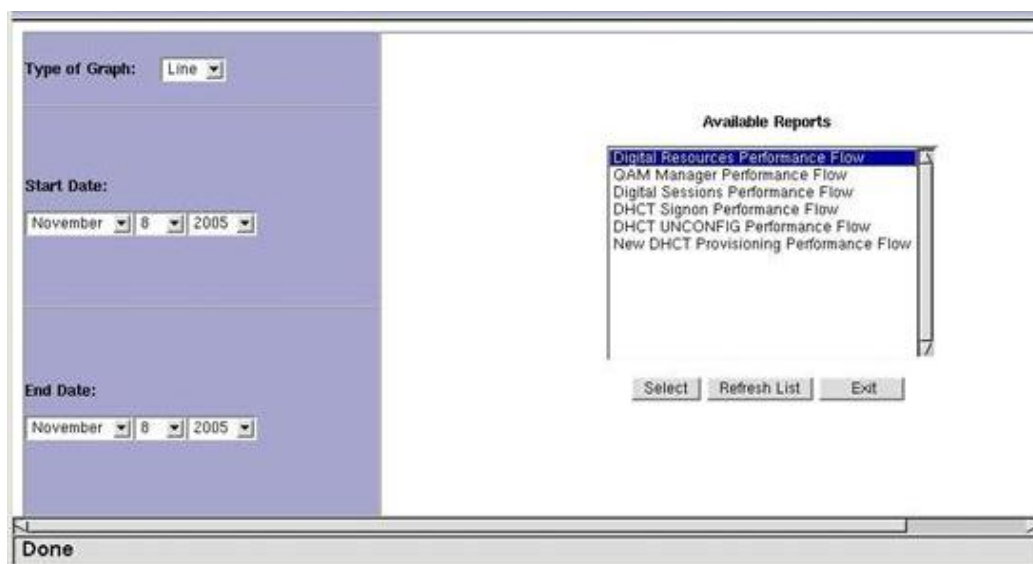 Type of Graph: Line
Start Date:
November 8 2005
End Date:
November 8 2005
Available Reports
Digital Resources Performance Flow
QAM Manager Performance Flow
Digital Sessions Performance Flow
DHCT Signon Performance Flow
DHCT UNCONFIG Performance Flow
New DHCT Provisioning Performance Flow
Select Refresh List Exit
Done